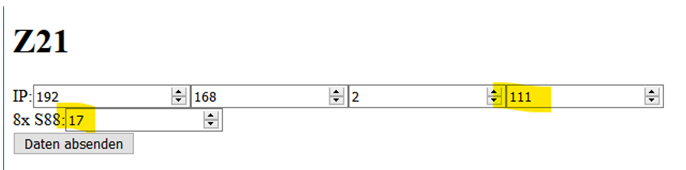 Z21
IP: 192 168 2 111
8x S88: 17
Daten absenden